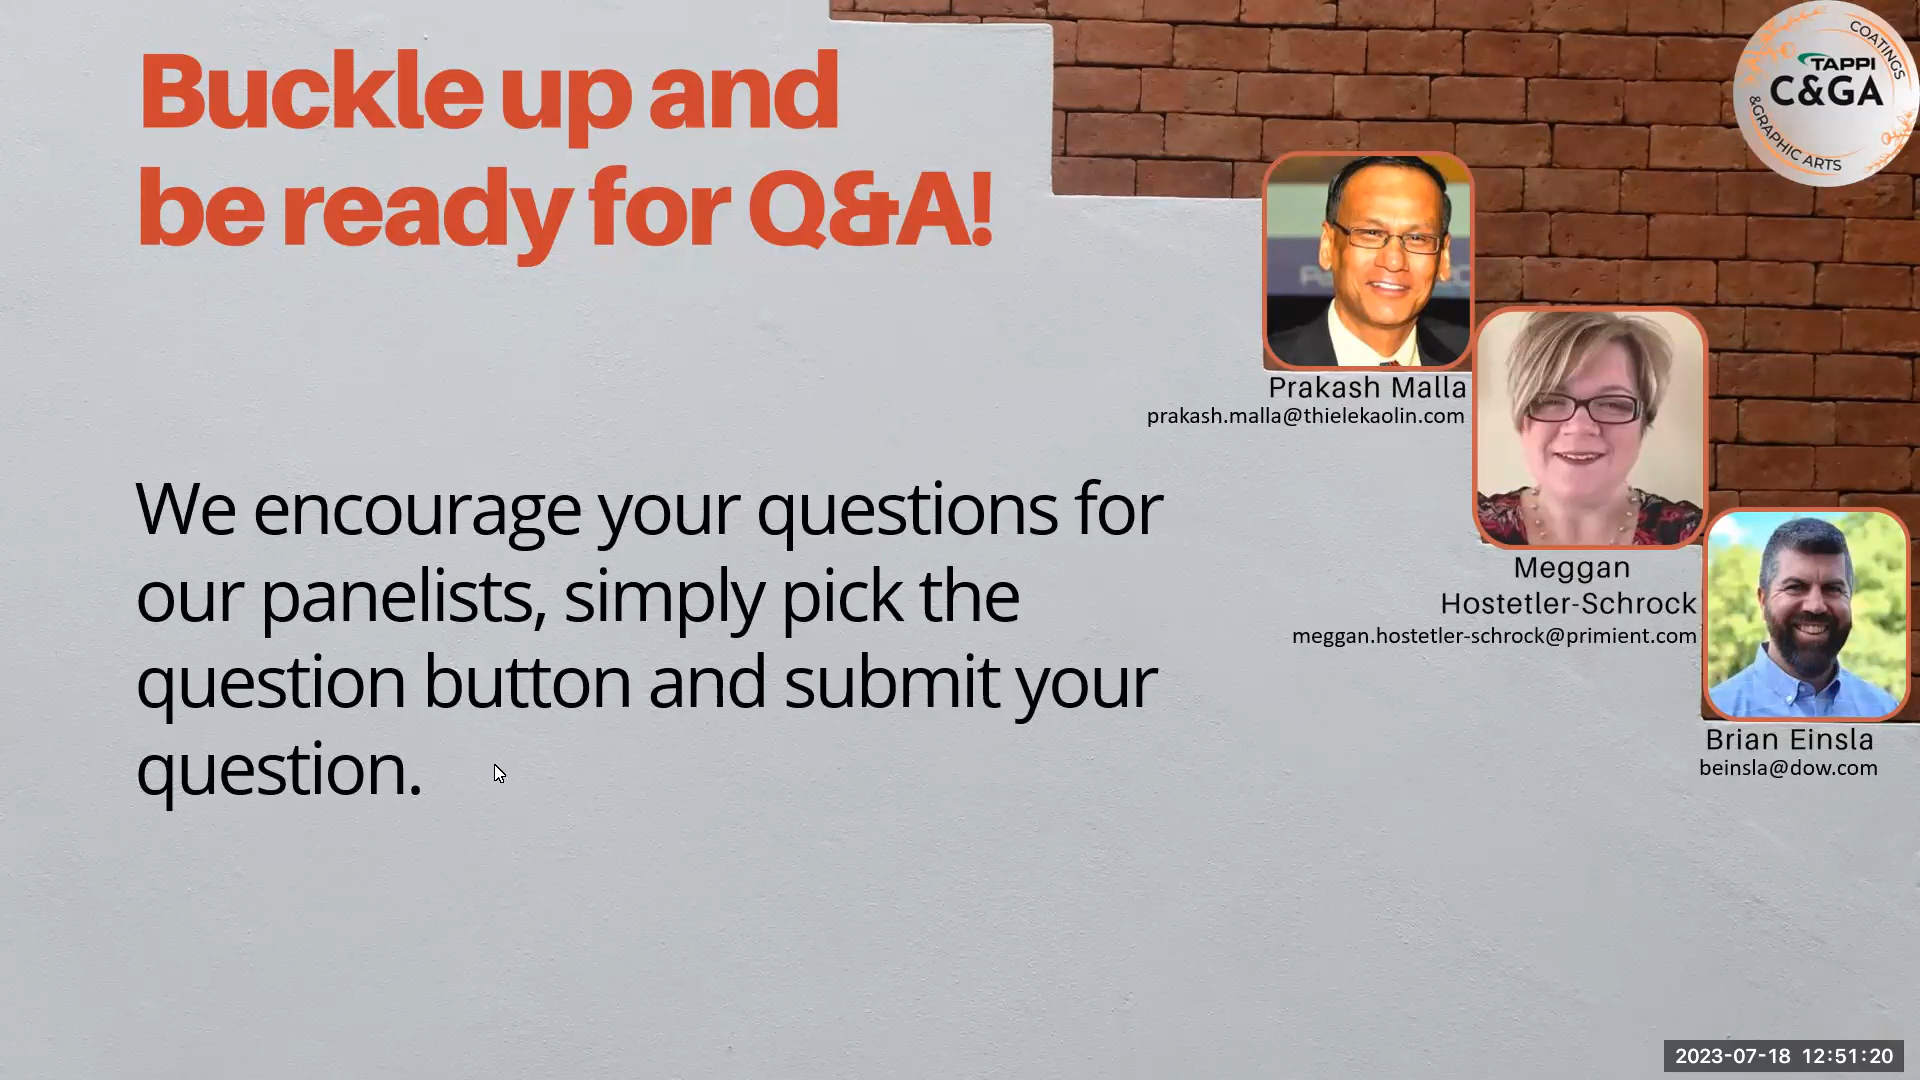 Buckle up and
be ready for Q&A!
COATINGS
TAPPI
C&GA
&GRAPHIC ARTS
Prakash Malla
prakash.malla@thielekaolin.com
We encourage your questions for
our panelists, simply pick the
question button and submit your
question.
Meggan
Hostetler-Schrock
meggan.hostetler-schrock@primient.com
Brian Einsla
beinsla@dow.com
2023-07-18 12:51:20